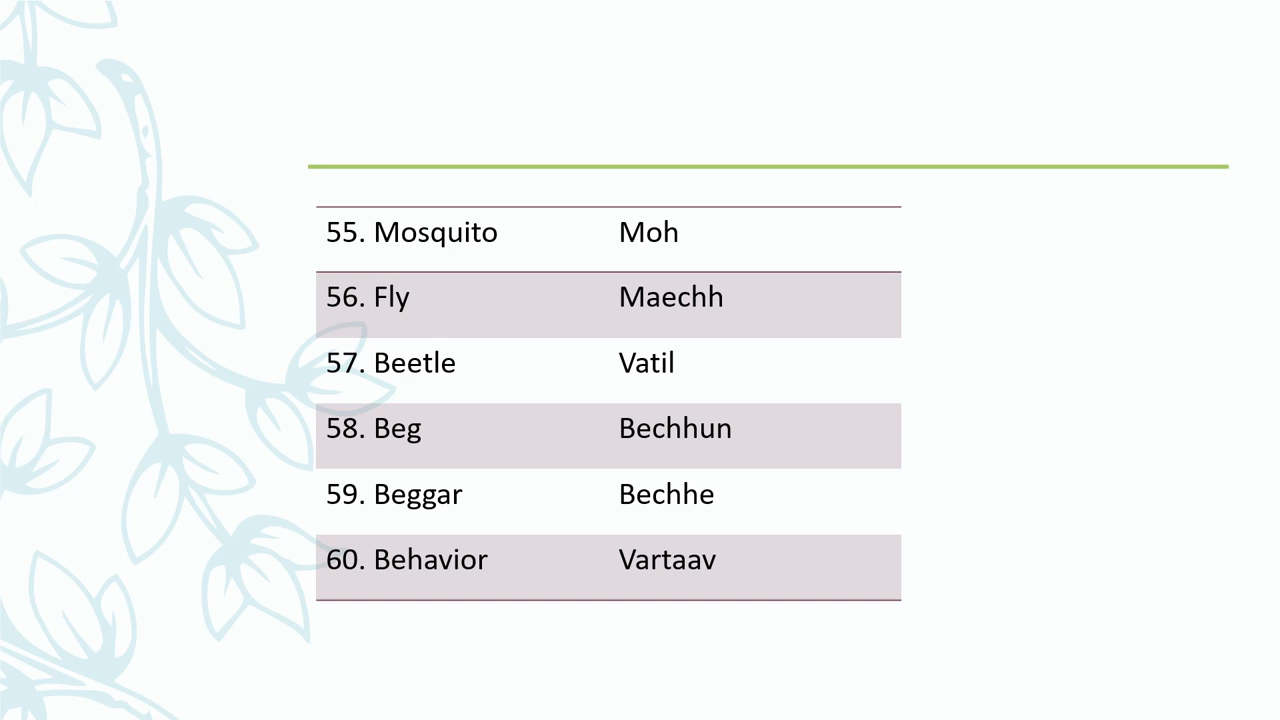 55. Mosquito Moh
56. Fly Maechh
57. Beetle Vatil
58. Beg Bechhun
59. Beggar Bechhe
60. Behavior Vartaav